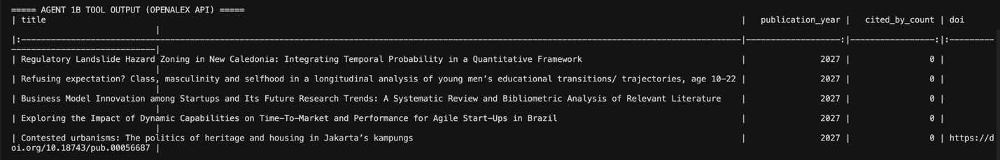 ===== AGENT 1B TOOL OUTPUT (OPENALEX API) =====
| title | publication_year | cited_by_count | doi
|
|:-------------------------------------------------------------------------------------------------------------------------------------------------|-------------------:|-----------------:|:---------
-----------------------------|
| Regulatory Landslide Hazard Zoning in New Caledonia: Integrating Temporal Probability in a Quantitative Framework | 2027 | 0 |
|
| Refusing expectation? Class, masculinity and selfhood in a longitudinal analysis of young men’s educational transitions/ trajectories, age 10–22 | 2027 | 0 |
|
| Business Model Innovation among Startups and Its Future Research Trends: A Systematic Review and Bibliometric Analysis of Relevant Literature | 2027 | 0 |
|
| Exploring the Impact of Dynamic Capabilities on Time-To-Market and Performance for Agile Start-Ups in Brazil | 2027 | 0 |
|
| Contested urbanisms: The politics of heritage and housing in Jakarta’s kampungs | 2027 | 0 | https://d
oi.org/10.18743/pub.00056687 |